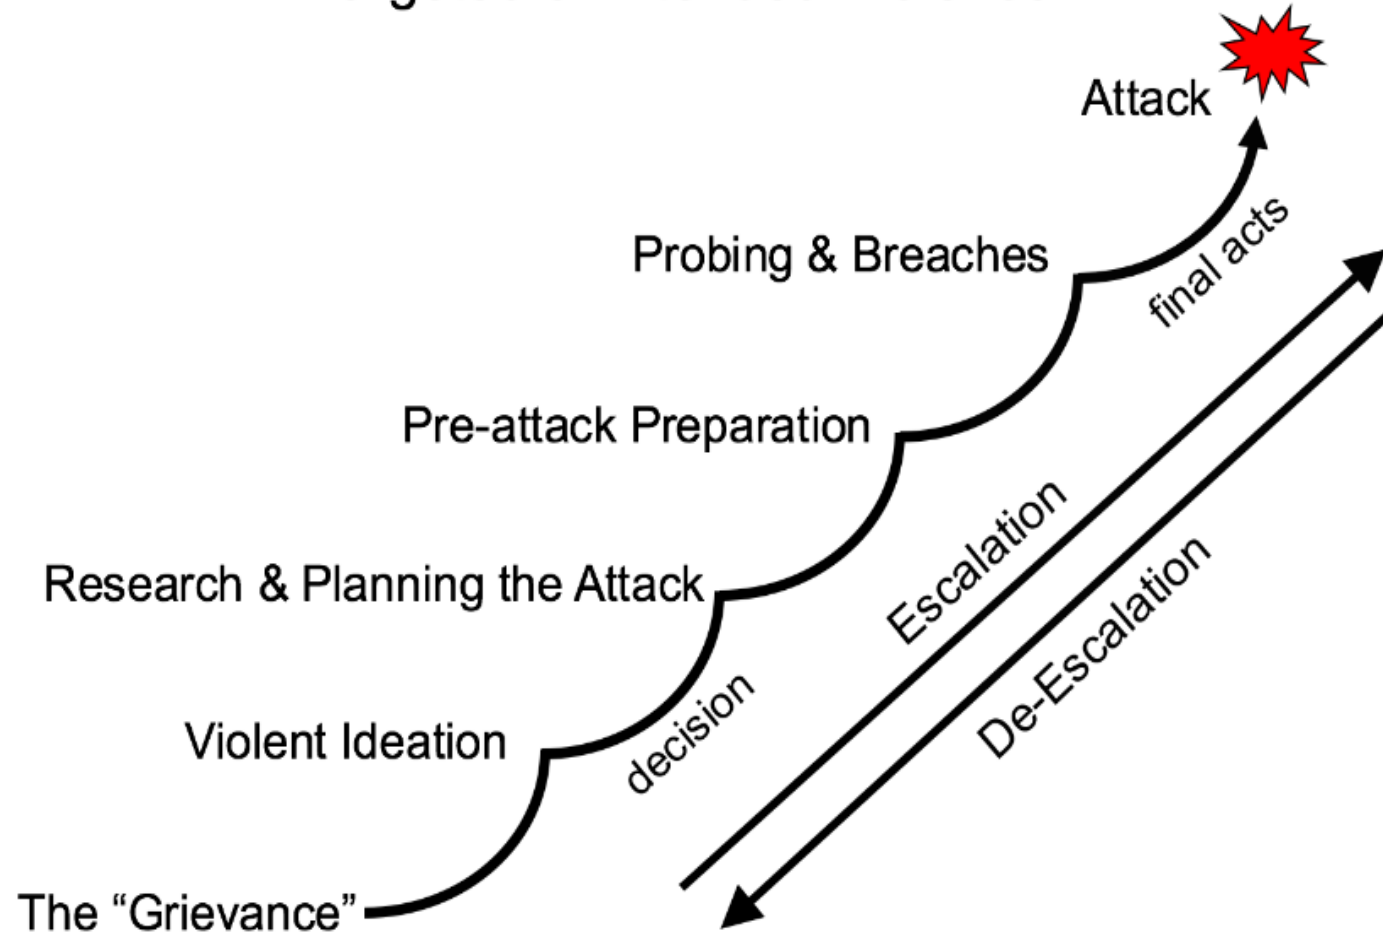 Attack
final acts
Probing & Breaches
Pre-attack Preparation
Escalation
De-Escalation
Research & Planning the Attack
decision
Violent Ideation
The “Grievance”